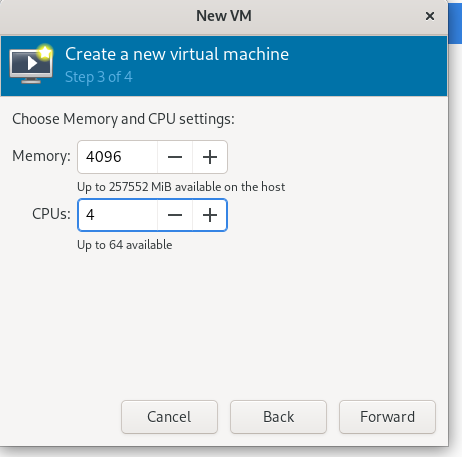 New VM
Create a new virtual machine
Step 3 of 4
Choose Memory and CPU settings:
Memory: 4096
Up to 257552 MiB available on the host
CPUs: 4
Up to 64 available
Cancel Back Forward